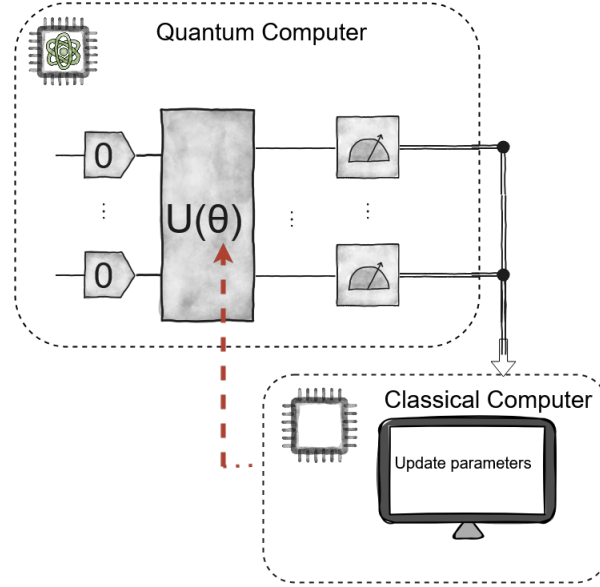 Quantum Computer
0
U(θ)
0
Classical Computer
Update parameters